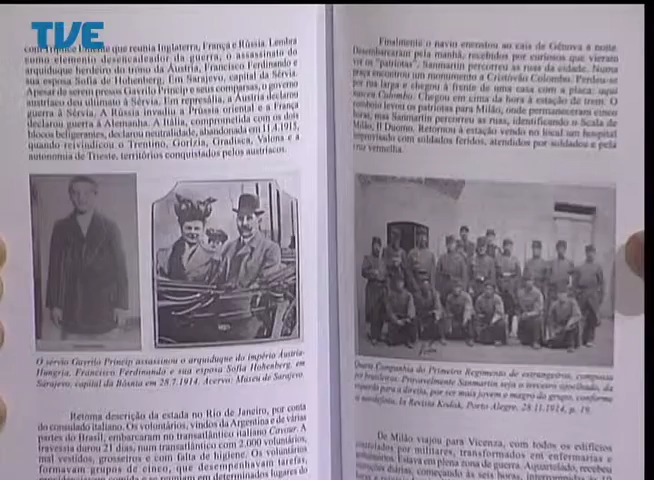 TVE
com Tríplice Entente que reunia Inglaterra, França e Rússia. Lembra
como elemento desencadeador da guerra, o assassinato do
arquiduque herdeiro do trono da Áustria, Francisco Ferdinando e
sua esposa Sofia de Hohenberg, em Sarajevo, capital da Sérvia.
Apesar de serem presos Gavrilo Princip e seus comparsas, o governo
austríaco deu ultimato à Sérvia. Em represália, a Áustria declarou
guerra à Sérvia. A Rússia invadiu a Prússia oriental e a França
declarou guerra à Alemanha. A Itália, comprometida com os dois
blocos beligerantes, declarou neutralidade, abandonada em 11.4.1915,
quando reivindicou o Trentino, Gorizia, Gradisca, Valona e a
autonomia de Trieste, territórios conquistados pelos austríacos.
O sérvio Gavrilo Princip assassinou o arquiduque do império Áustria-
Hungria, Francisco Ferdinando e sua esposa Sofia Hohenberg, em
Sarajevo, capital da Bósnia em 28.7.1914. Acervo: Museu de Sarajevo.
Retoma descrição da estada no Rio de Janeiro, por conta
do consulado italiano. Os voluntários, vindos da Argentina e de várias
partes do Brasil, embarcaram no transatlântico italiano Cavour. A
travessia durou 21 dias, num transatlântico com 2.000 voluntários,
mal vestidos, grosseiros e com falta de higiene. Os voluntários
formavam grupos de cinco, que desempenhavam tarefas,
se reuniam em determinados lugares do
Finalmente o navio encostou ao cais de Gênova à noite.
Desembarcaram pela manhã, recebidos por curiosos que vieram
ver os "patriotas". Sanmartin percorreu as ruas da cidade. Numa
praça encontrou um monumento a Cristóvão Colombo. Perdeu-se
por rua larga e chegou à frente de uma casa com a placa: aqui
nasceu Colombo. Chegou em cima da hora à estação de trem. O
comboio levou os patriotas para Milão, onde permaneceram cinco
horas, mas Sanmartin percorreu as ruas, identificando o Scala de
Milão, Il Duomo. Retornou à estação vendo no local um hospital
improvisado com soldados feridos, atendidos por soldados e pela
cruz vermelha.
Quarta Companhia do Primeiro Regimento de estrangeiros, composta
por brasileiros. Provavelmente Sanmartin seja o terceiro ajoelhado, da
esquerda para a direita, por ser mais jovem e magro do grupo, conforme
In Revista Kodak, Porto Alegre, 28.11.1914, p. 19.
De Milão viajou para Vicenza, com todos os edifícios
por militares, transformados em enfermarias e
Estava em plena zona de guerra. Aquartelado, recebeu
diárias, começando às seis horas,